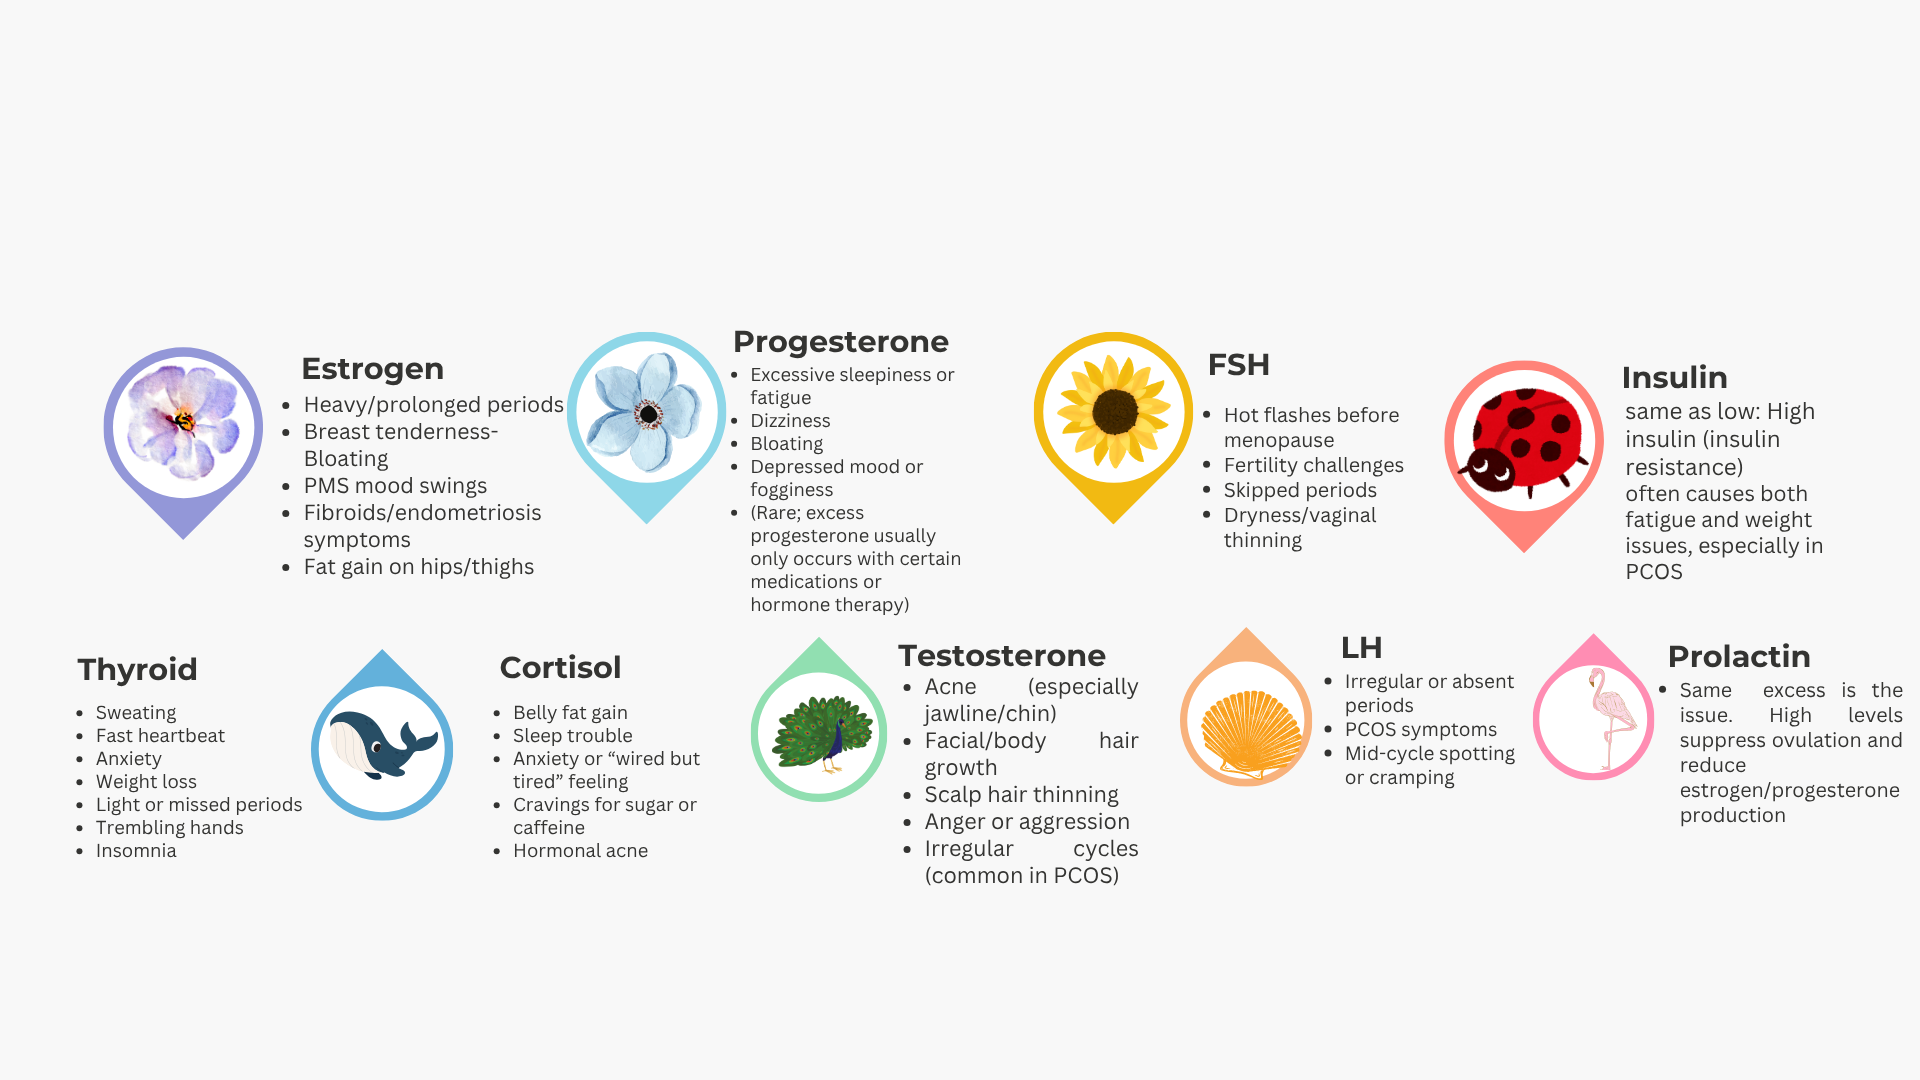 Estrogen
• Heavy/prolonged periods
• Breast tenderness-
Bloating
• PMS mood swings
• Fibroids/endometriosis
symptoms
• Fat gain on hips/thighs
Progesterone
• Excessive sleepiness or
fatigue
• Dizziness
• Bloating
• Depressed mood or
fogginess
• (Rare; excess
progesterone usually
only occurs with certain
medications or
hormone therapy)
FSH
• Hot flashes before
menopause
• Fertility challenges
• Skipped periods
• Dryness/vaginal
thinning
Insulin
same as low: High
insulin (insulin
resistance)
often causes both
fatigue and weight
issues, especially in
PCOS
Thyroid
• Sweating
• Fast heartbeat
• Anxiety
• Weight loss
• Light or missed periods
• Trembling hands
• Insomnia
Cortisol
• Belly fat gain
• Sleep trouble
• Anxiety or “wired but
tired” feeling
• Cravings for sugar or
caffeine
• Hormonal acne
Testosterone
• Acne (especially
jawline/chin)
• Facial/body hair
growth
• Scalp hair thinning
• Anger or aggression
• Irregular cycles
(common in PCOS)
LH
• Irregular or absent
periods
• PCOS symptoms
• Mid-cycle spotting
or cramping
Prolactin
• Same excess is the
issue. High levels
suppress ovulation and
reduce
estrogen/progesterone
production